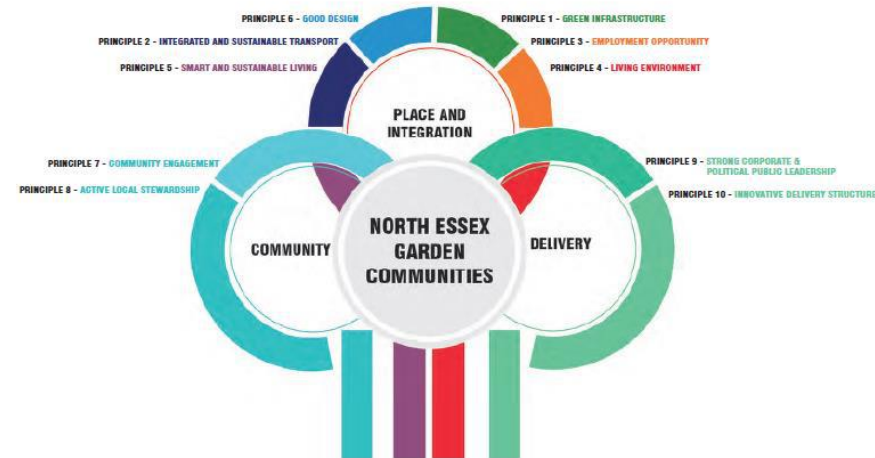 PRINCIPLE 6 - GOOD DESIGN
PRINCIPLE 1 - GREEN INFRASTRUCTURE
PRINCIPLE 2 - INTEGRATED AND SUSTAINABLE TRANSPORT
PRINCIPLE 3 - EMPLOYMENT OPPORTUNITY
PRINCIPLE 5 - SMART AND SUSTAINABLE LIVING
PRINCIPLE 4 - LIVING ENVIRONMENT
PLACE AND
INTEGRATION
PRINCIPLE 7 - COMMUNITY ENGAGEMENT
PRINCIPLE 8 - ACTIVE LOCAL STEWARDSHIP
PRINCIPLE 9 - STRONG CORPORATE &
POLITICAL PUBLIC LEADERSHIP
PRINCIPLE 10 - INNOVATIVE DELIVERY STRUCTURE
COMMUNITY
NORTH ESSEX
GARDEN
COMMUNITIES
DELIVERY